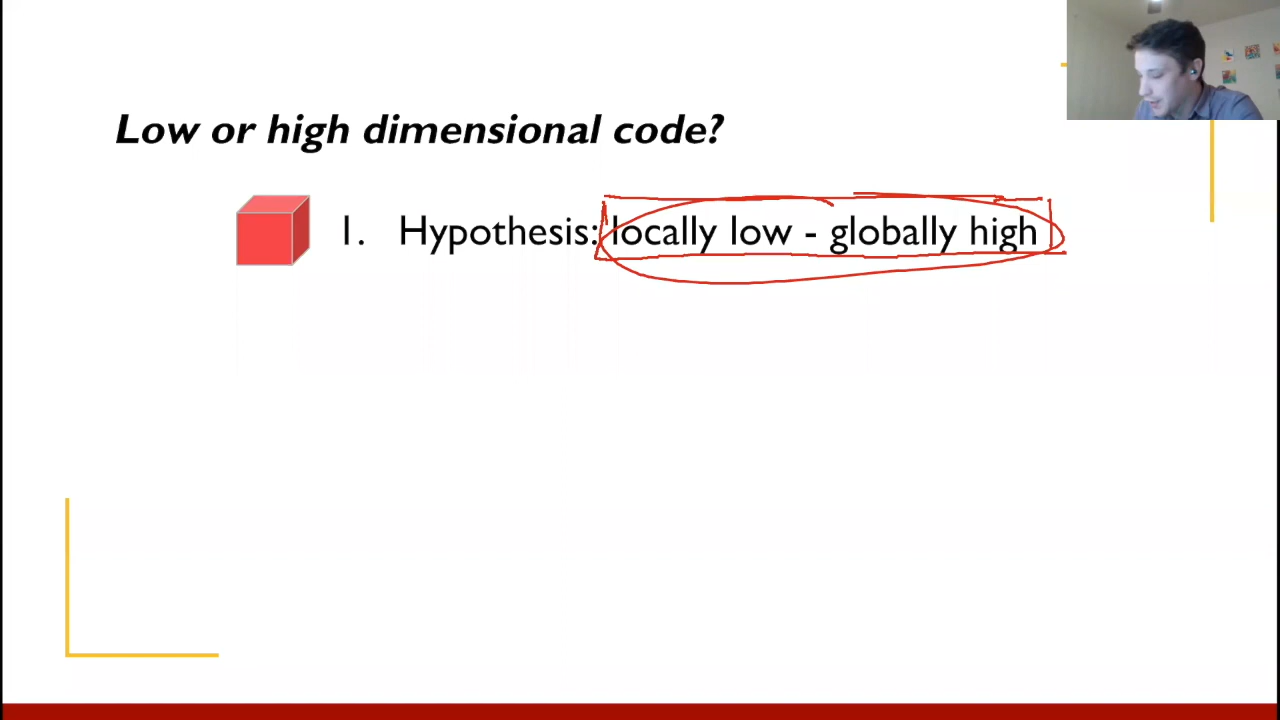 Low or high dimensional code?
1. Hypothesis: locally low - globally high